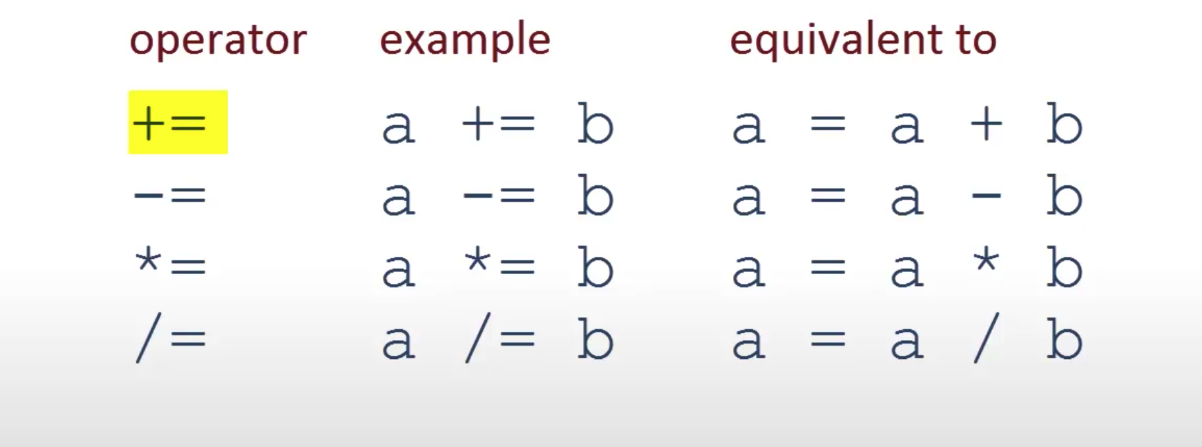 operator example equivalent to
+= a += b a = a + b
-= a -= b a = a - b
*= a *= b a = a * b
/= a /= b a = a / b